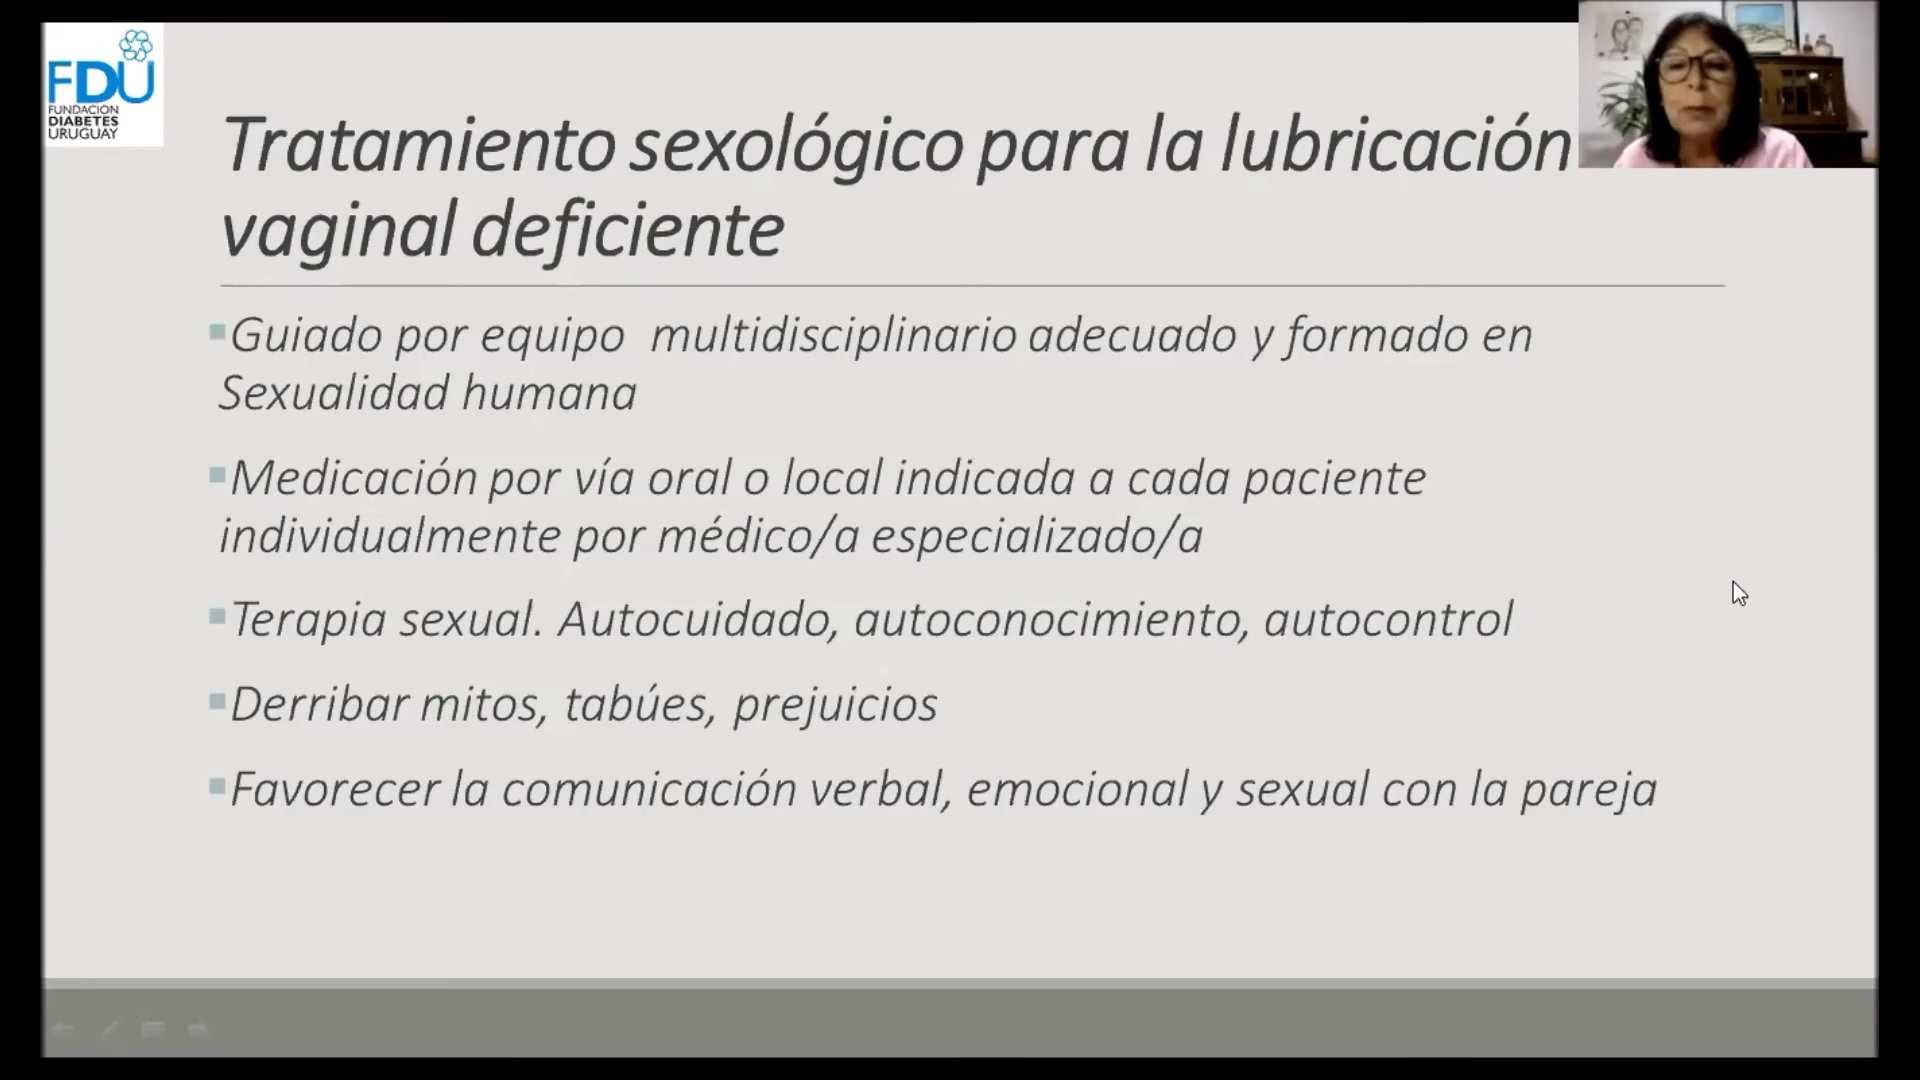 FDU
FUNDACIÓN
DIABETES
URUGUAY
Tratamiento sexológico para la lubricación
vaginal deficiente
Guiado por equipo multidisciplinario adecuado y formado en
Sexualidad humana
Medicación por vía oral o local indicada a cada paciente
individualmente por médico/a especializado/a
Terapia sexual. Autocuidado, autoconocimiento, autocontrol
Derribar mitos, tabúes, prejuicios
Favorecer la comunicación verbal, emocional y sexual con la pareja